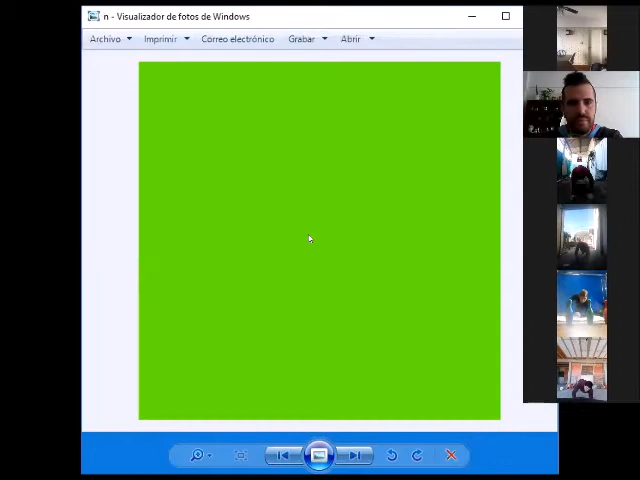 n - Visualizador de fotos de Windows
Archivo Imprimir Correo electrónico Grabar Abrir